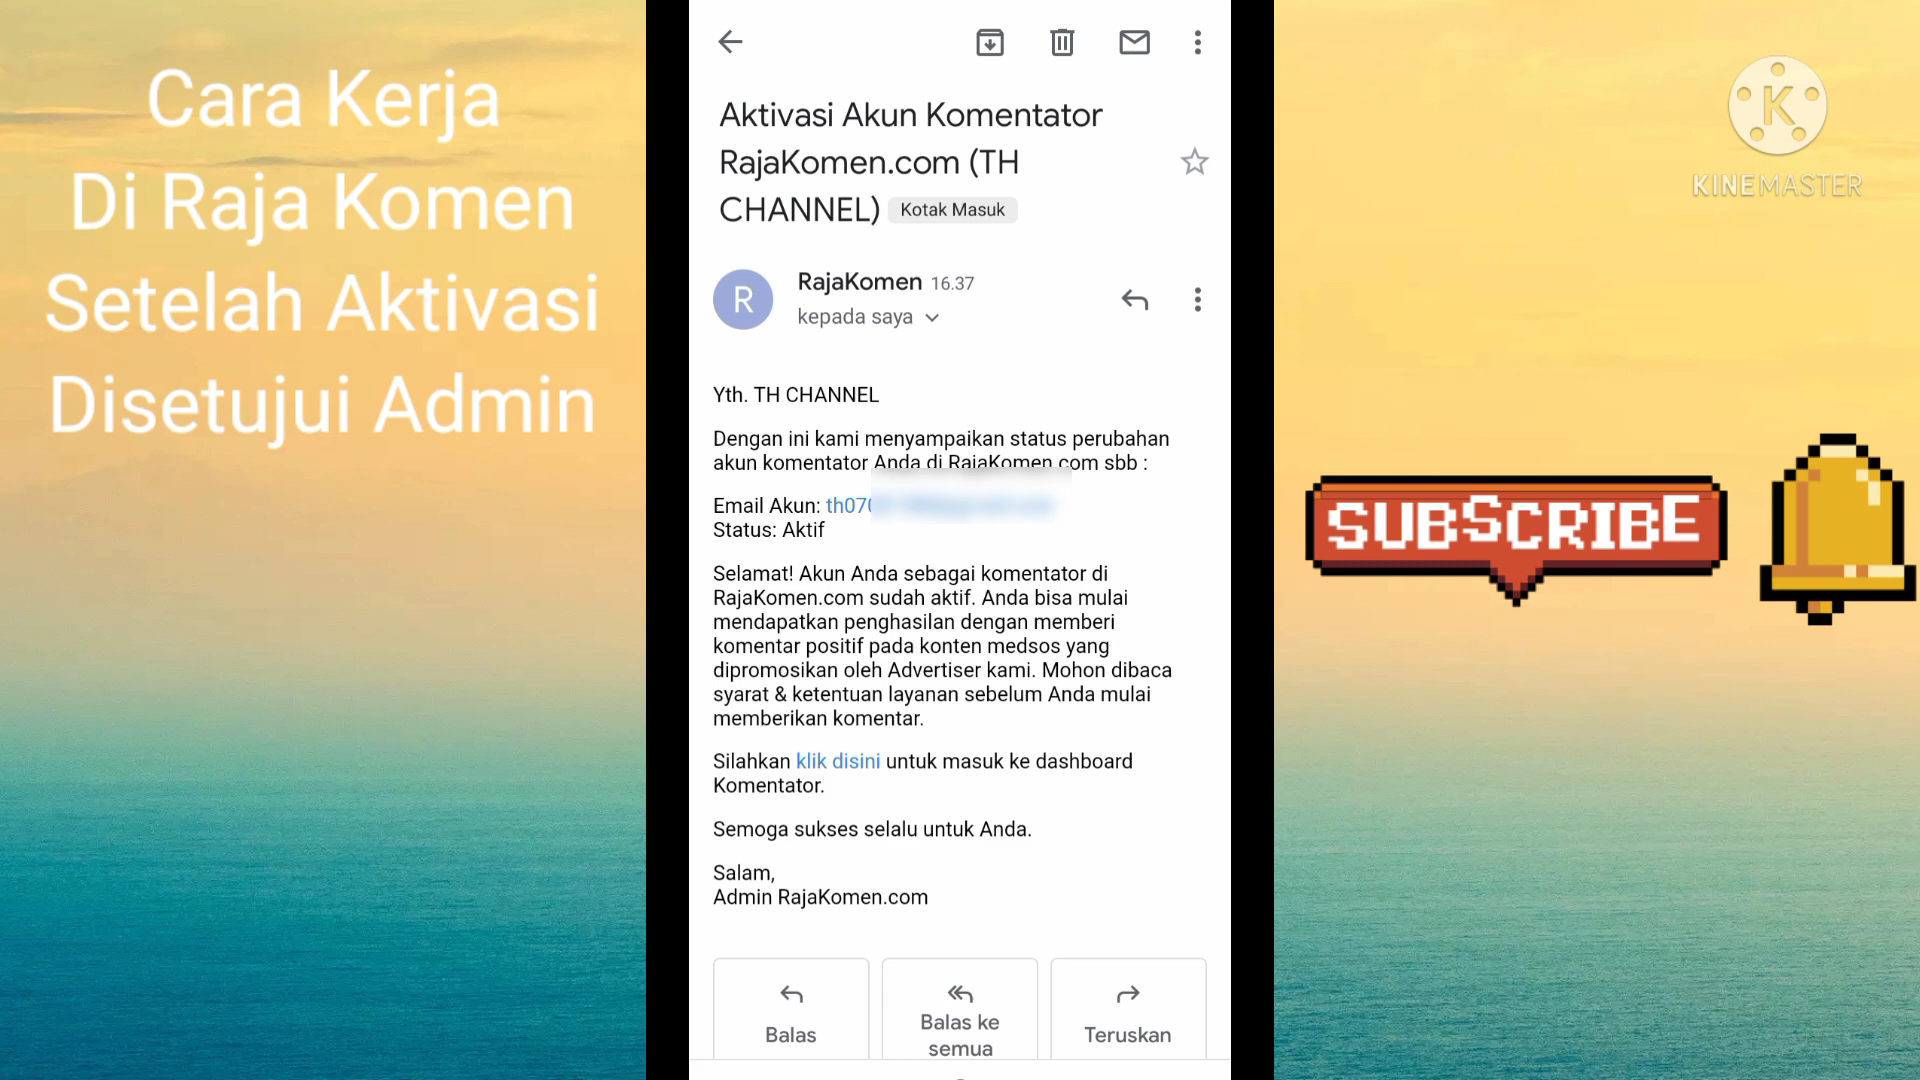 Cara Kerja
Di Raja Komen
Setelah Aktivasi
Disetujui Admin
Aktivasi Akun Komentator
RajaKomen.com (TH
CHANNEL) Kotak Masuk
R
RajaKomen 16.37
kepada saya
Yth. TH CHANNEL
Dengan ini kami menyampaikan status perubahan
akun komentator Anda di RajaKomen.com sbb :
Email Akun: th070
Status: Aktif
Selamat! Akun Anda sebagai komentator di
RajaKomen.com sudah aktif. Anda bisa mulai
mendapatkan penghasilan dengan memberi
komentar positif pada konten medsos yang
dipromosikan oleh Advertiser kami. Mohon dibaca
syarat & ketentuan layanan sebelum Anda mulai
memberikan komentar.
Silahkan klik disini untuk masuk ke dashboard
Komentator.
Semoga sukses selalu untuk Anda.
Salam,
Admin RajaKomen.com
Balas
Balas ke
semua
Teruskan
K
KINEMASTER
SUBSCRIBE